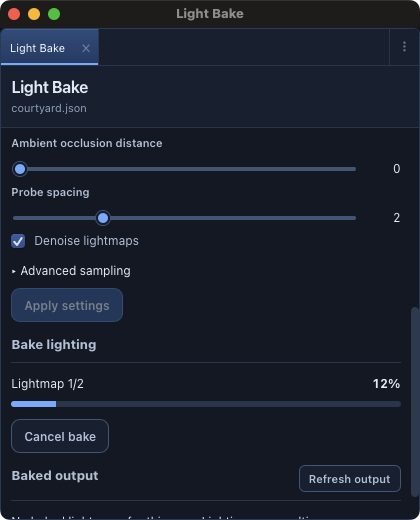 Light Bake
Light Bake
Light Bake
courtyard.json
Ambient occlusion distance
0
Probe spacing
2
Denoise lightmaps
Advanced sampling
Apply settings
Bake lighting
Lightmap 1/2 12%
Cancel bake
Baked output Refresh output